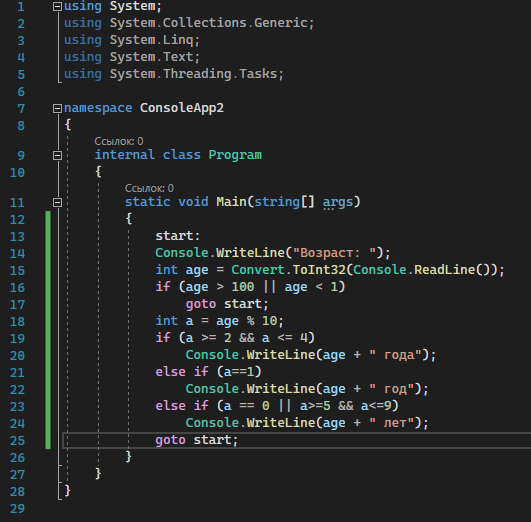 1 using System;
2 using System.Collections.Generic;
3 using System.Linq;
4 using System.Text;
5 using System.Threading.Tasks;
6
7 namespace ConsoleApp2
8 {
Ссылок: 0
9 internal class Program
10 {
Ссылок: 0
11 static void Main(string[] args)
12 {
13 start:
14 Console.WriteLine("Возраст: ");
15 int age = Convert.ToInt32(Console.ReadLine());
16 if (age > 100 || age < 1)
17 goto start;
18 int a = age % 10;
19 if (a >= 2 && a <= 4)
20 Console.WriteLine(age + " года");
21 else if (a==1)
22 Console.WriteLine(age + " год");
23 else if (a == 0 || a>=5 && a<=9)
24 Console.WriteLine(age + " лет");
25 goto start;
26 }
27 }
28 }
29